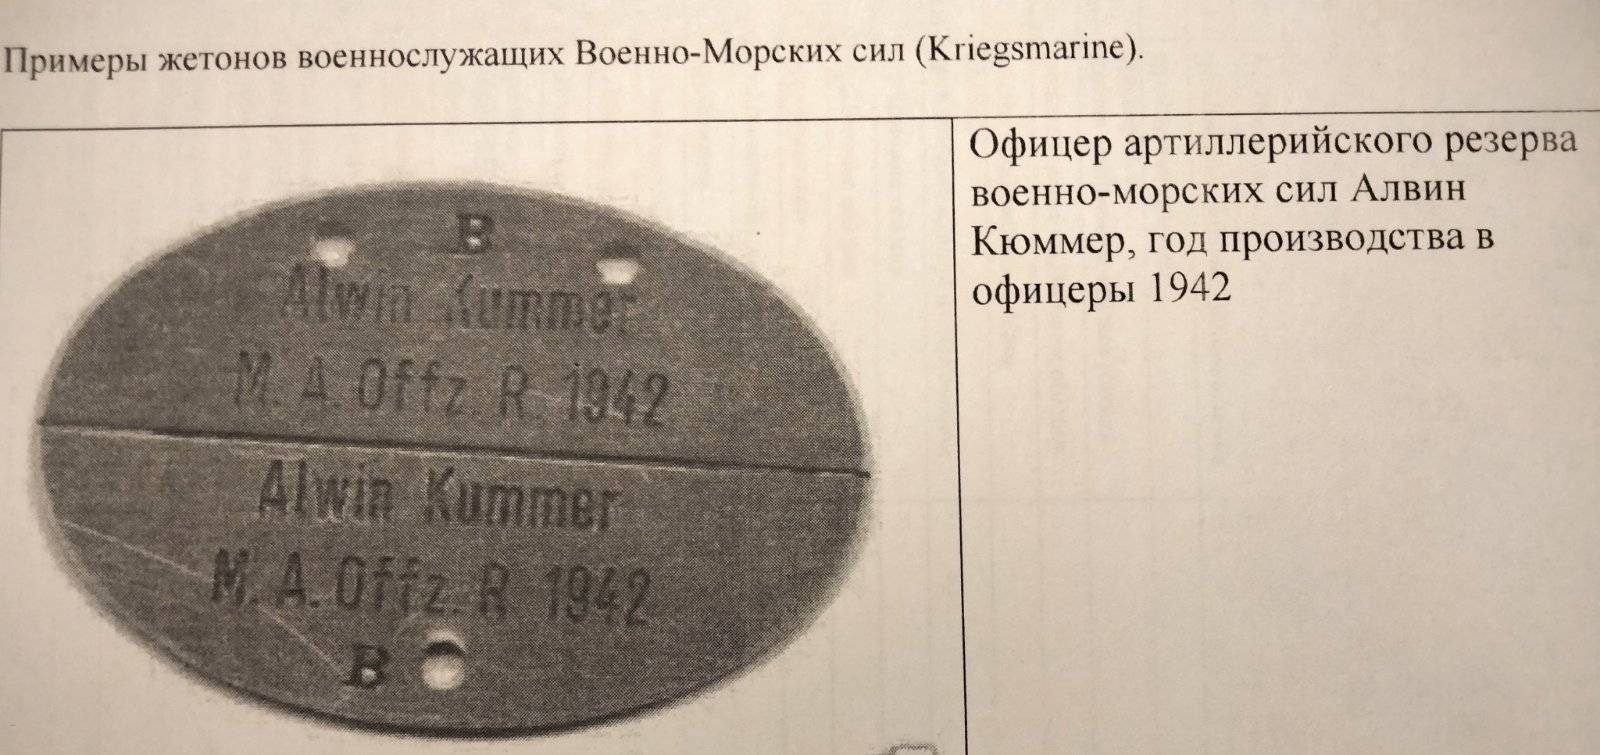 Примеры жетонов военнослужащих Военно-Морских сил (Kriegsmarine).
B
Alwin Kummer
M. A. Offz. R. 1942
Alwin Kummer
M. A. Offz. R 1942
B
Офицер артиллерийского резерва
военно-морских сил Алвин
Кюммер, год производства в
офицеры 1942